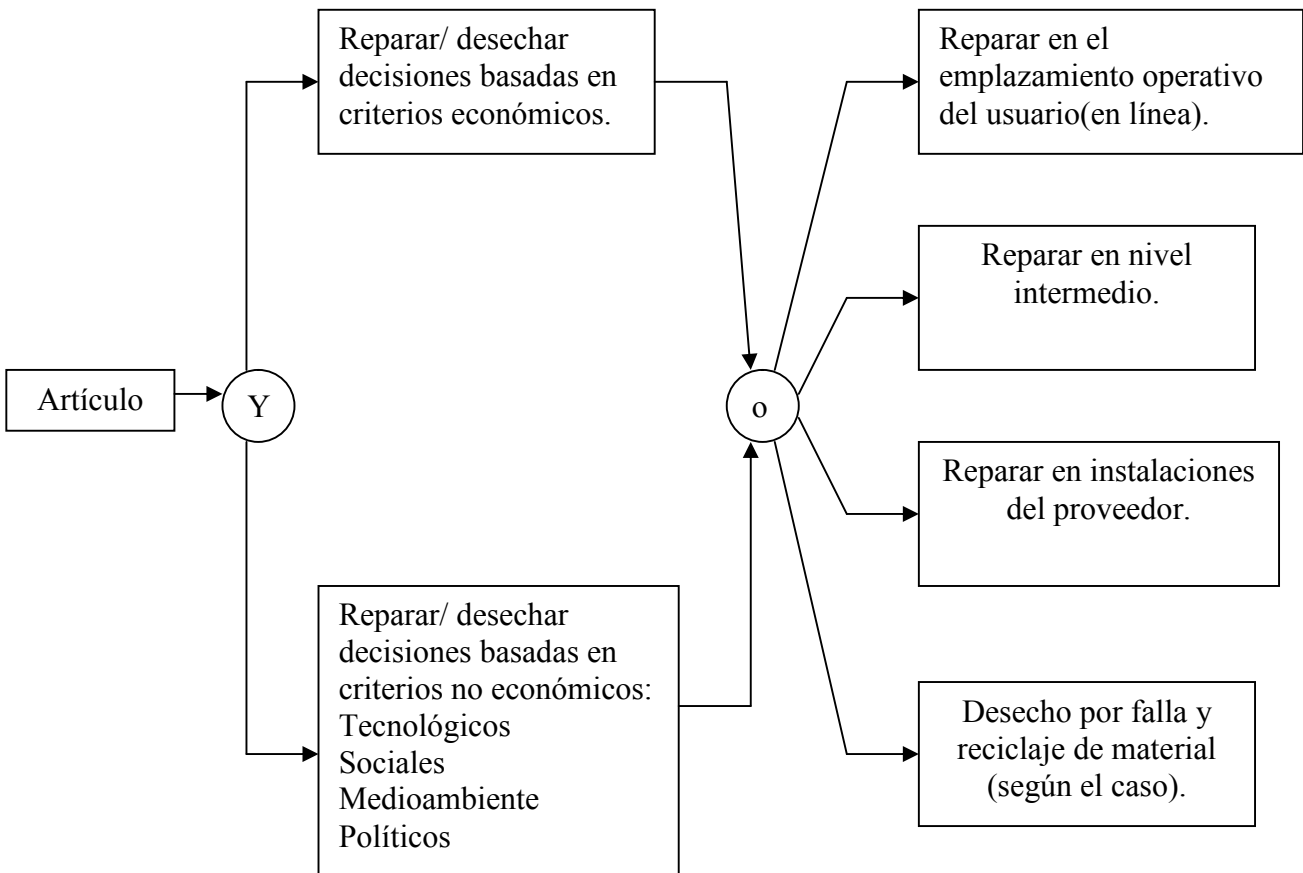 Artículo
Y
Reparar/ desechar
decisiones basadas en
criterios económicos.
Reparar/ desechar
decisiones basadas en
criterios no económicos:
Tecnológicos
Sociales
Medioambiente
Políticos
o
Reparar en el
emplazamiento operativo
del usuario(en línea).
Reparar en nivel
intermedio.
Reparar en instalaciones
del proveedor.
Desecho por falla y
reciclaje de material
(según el caso).